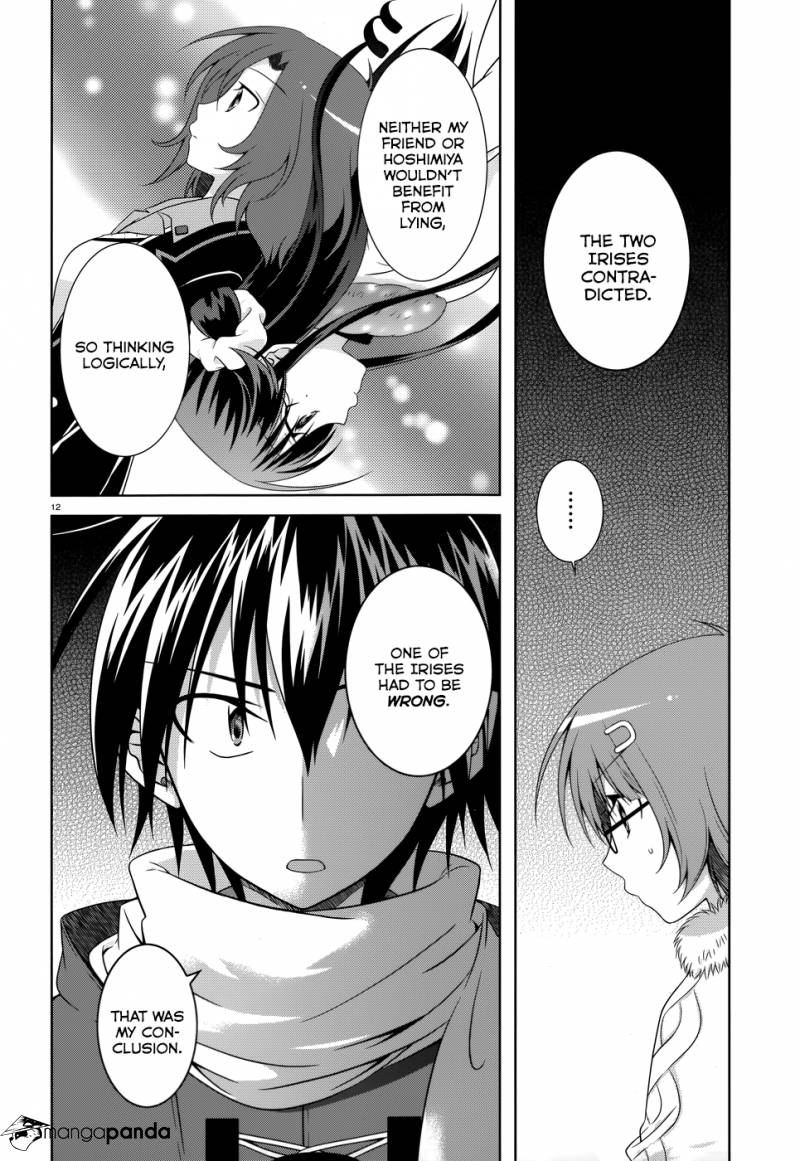 THE TWO
IRISES
CONTRA-
DICTED.
......
NEITHER MY
FRIEND OR
HOSHIMIYA
WOULDN'T
BENEFIT
FROM
LYING,
SO THINKING
LOGICALLY,
12
ONE OF
THE IRISES
HAD TO BE
WRONG.
THAT WAS
MY CON-
CLUSION.
mangapanda